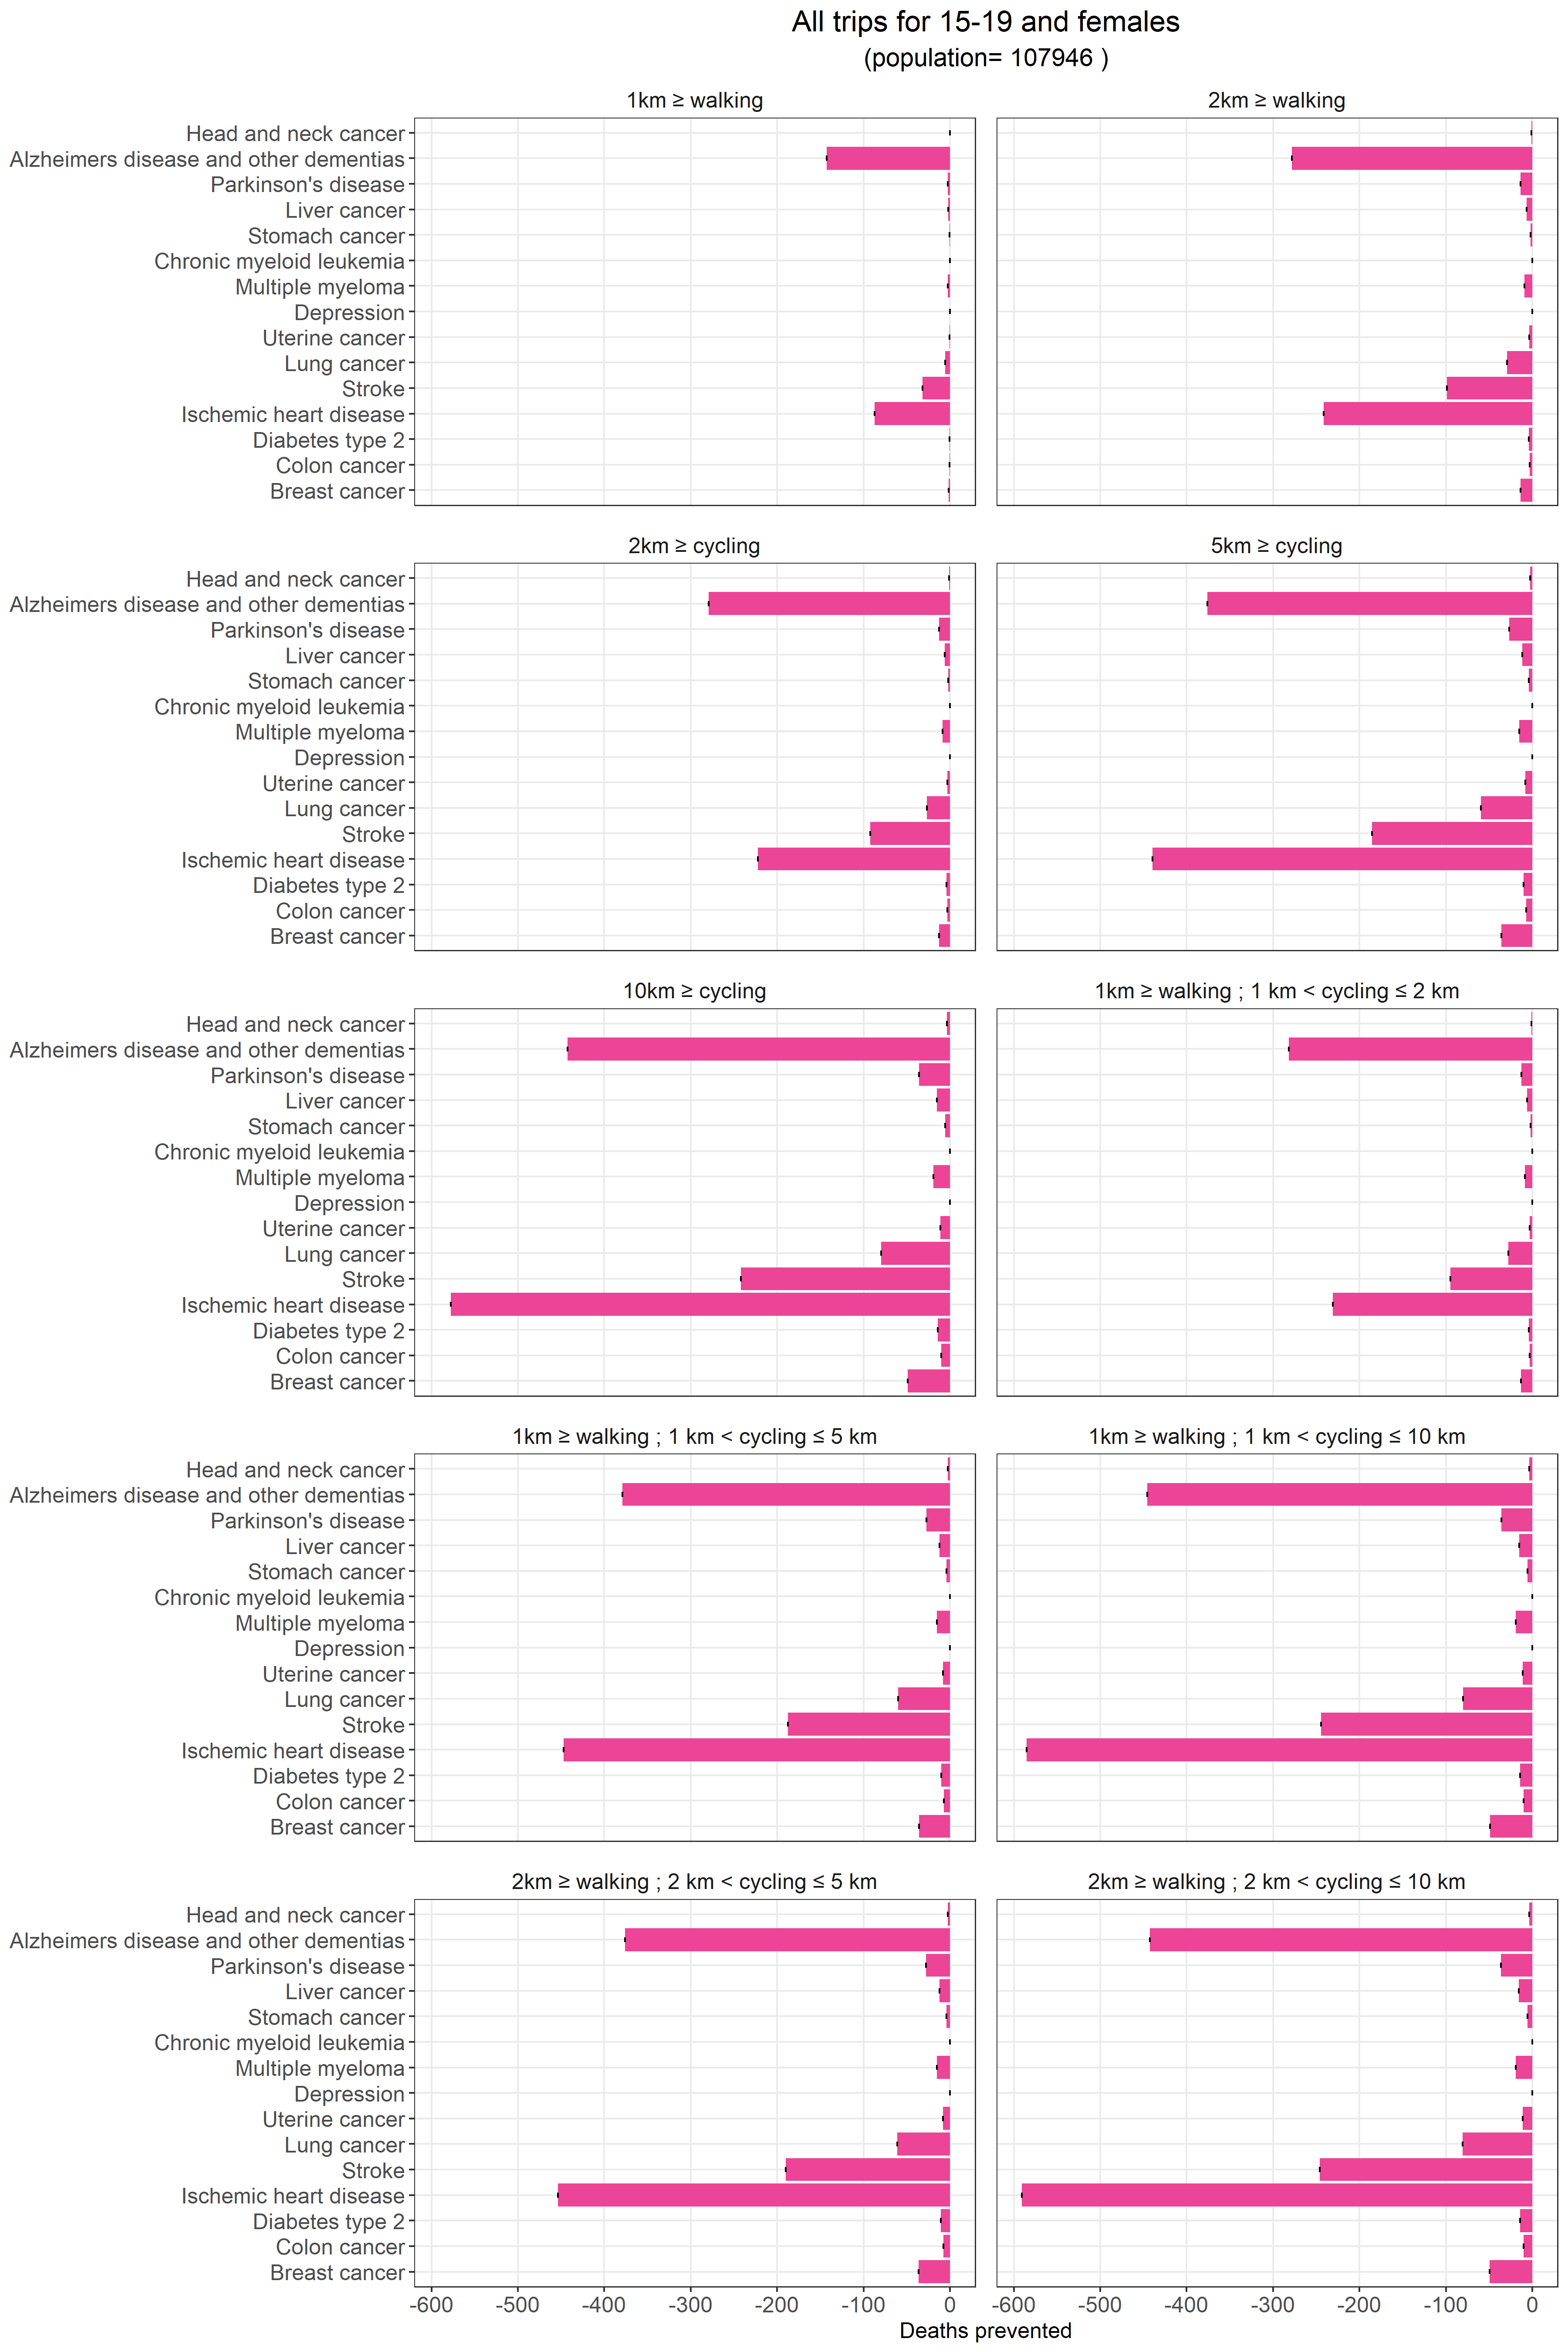 All trips for 15-19 and females
(population= 107946 )
1km ≥ walking
2km ≥ walking
Head and neck cancer
Alzheimers disease and other dementias
Parkinson's disease
Liver cancer
Stomach cancer
Chronic myeloid leukemia
Multiple myeloma
Depression
Uterine cancer
Lung cancer
Stroke
Ischemic heart disease
Diabetes type 2
Colon cancer
Breast cancer
2km ≥ cycling
5km ≥ cycling
Head and neck cancer
Alzheimers disease and other dementias
Parkinson's disease
Liver cancer
Stomach cancer
Chronic myeloid leukemia
Multiple myeloma
Depression
Uterine cancer
Lung cancer
Stroke
Ischemic heart disease
Diabetes type 2
Colon cancer
Breast cancer
10km ≥ cycling
1km ≥ walking ; 1 km < cycling ≤ 2 km
Head and neck cancer
Alzheimers disease and other dementias
Parkinson's disease
Liver cancer
Stomach cancer
Chronic myeloid leukemia
Multiple myeloma
Depression
Uterine cancer
Lung cancer
Stroke
Ischemic heart disease
Diabetes type 2
Colon cancer
Breast cancer
1km ≥ walking ; 1 km < cycling ≤ 5 km
1km ≥ walking ; 1 km < cycling ≤ 10 km
Head and neck cancer
Alzheimers disease and other dementias
Parkinson's disease
Liver cancer
Stomach cancer
Chronic myeloid leukemia
Multiple myeloma
Depression
Uterine cancer
Lung cancer
Stroke
Ischemic heart disease
Diabetes type 2
Colon cancer
Breast cancer
2km ≥ walking ; 2 km < cycling ≤ 5 km
2km ≥ walking ; 2 km < cycling ≤ 10 km
Head and neck cancer
Alzheimers disease and other dementias
Parkinson's disease
Liver cancer
Stomach cancer
Chronic myeloid leukemia
Multiple myeloma
Depression
Uterine cancer
Lung cancer
Stroke
Ischemic heart disease
Diabetes type 2
Colon cancer
Breast cancer
-600 -500 -400 -300 -200 -100 0
-600 -500 -400 -300 -200 -100 0
Deaths prevented